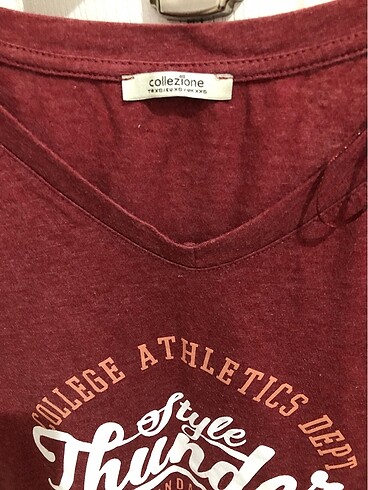 collezione
COLLEGE ATHLETICS DEPT
Style
Thunder